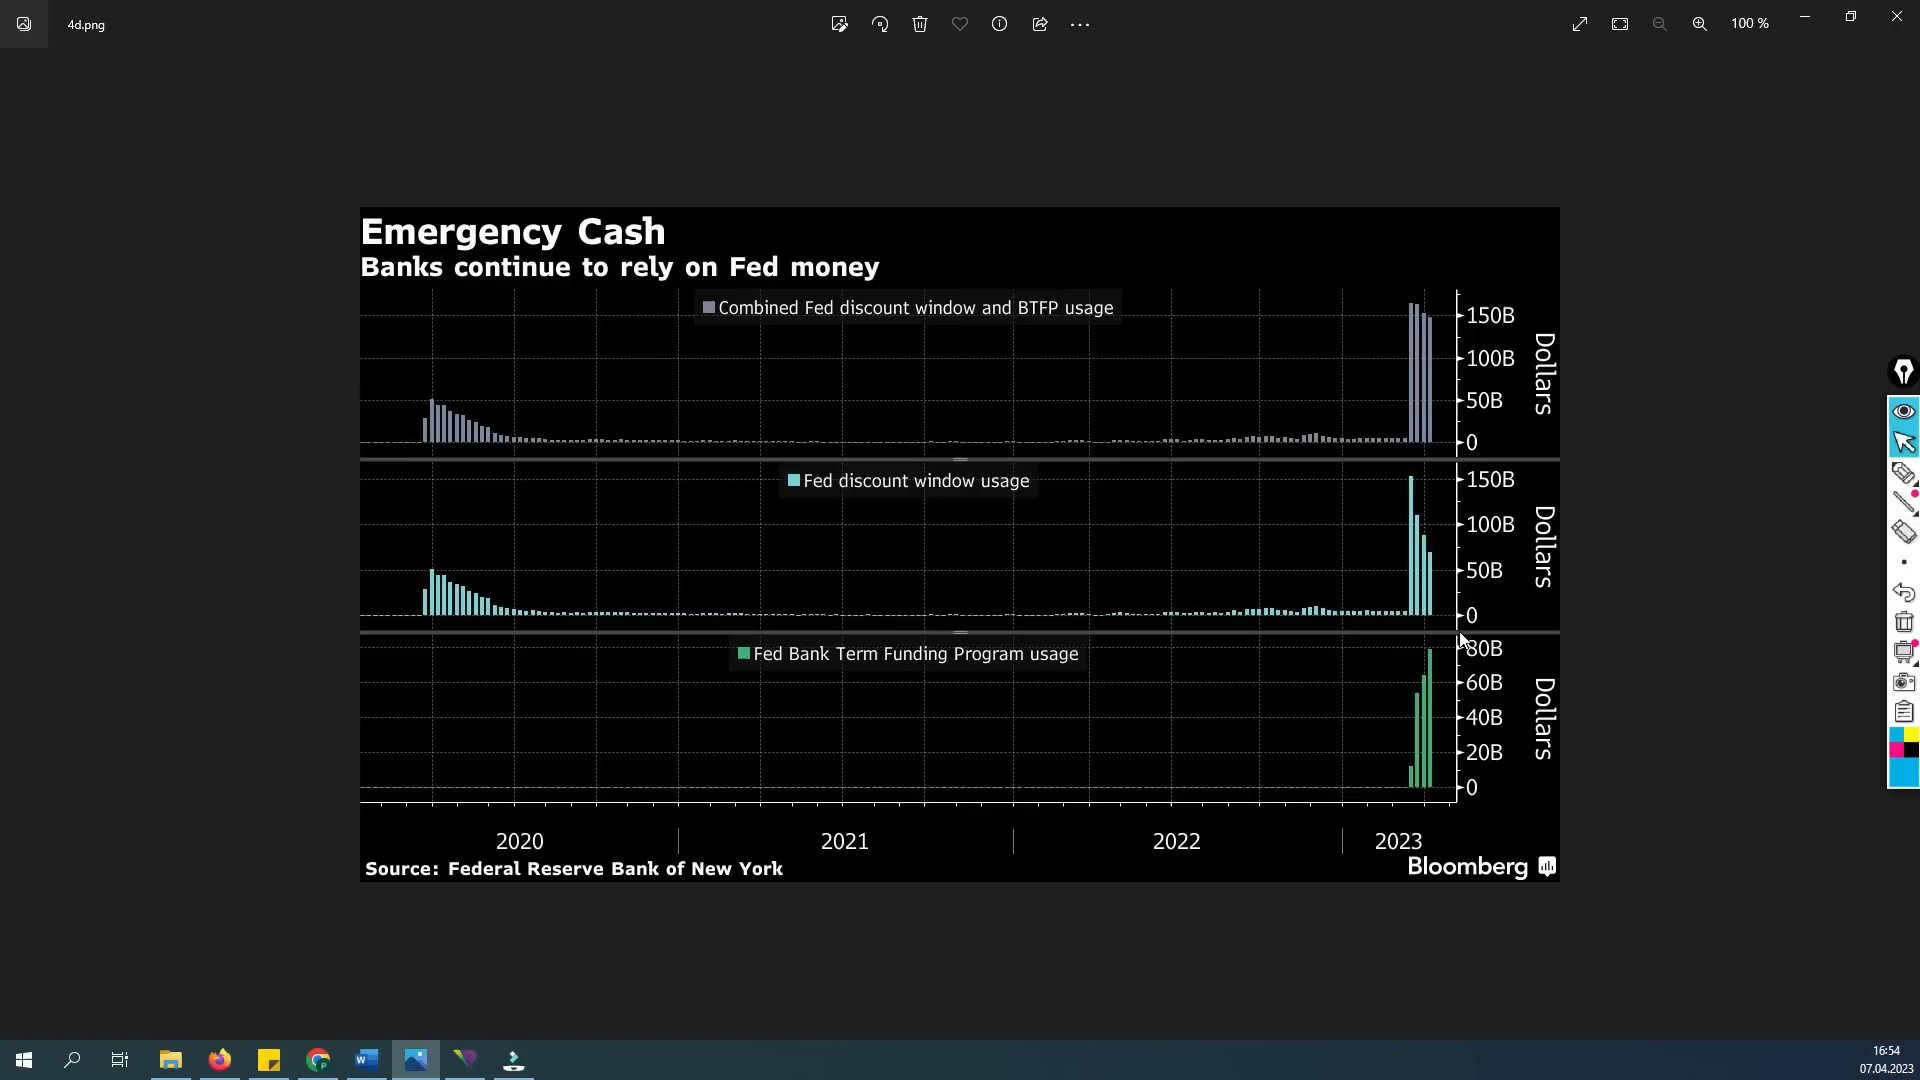 4d.png
100 %
Emergency Cash
Banks continue to rely on Fed money
Combined Fed discount window and BTFP usage
150B
100B
50B
0
Dollars
Fed discount window usage
150B
100B
50B
0
Dollars
Fed Bank Term Funding Program usage
80B
60B
40B
20B
0
Dollars
2020 2021 2022 2023
Source: Federal Reserve Bank of New York
Bloomberg
16:54
07.04.2023